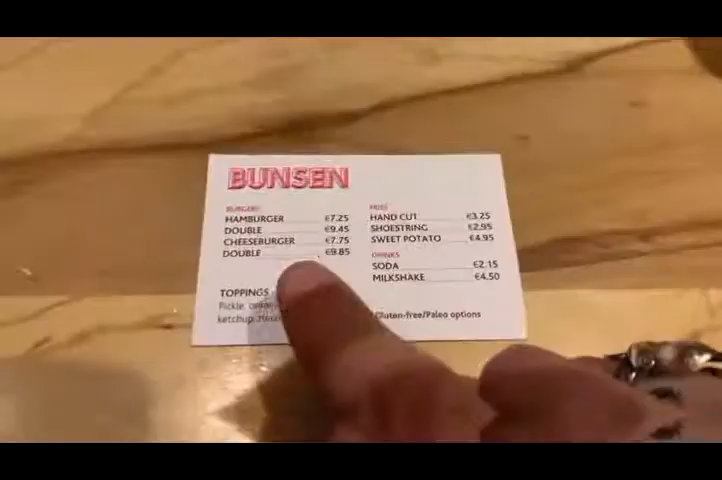 BUNSEN
BURGERS
HAMBURGER €7.25
DOUBLE €9.45
CHEESEBURGER €7.75
DOUBLE €9.85
FRIES
HAND CUT €3.25
SHOESTRING €2.95
SWEET POTATO €4.95
DRINKS
SODA €2.15
MILKSHAKE €4.50
TOPPINGS
Pickle,
ketchup, Gluten-free/Paleo options